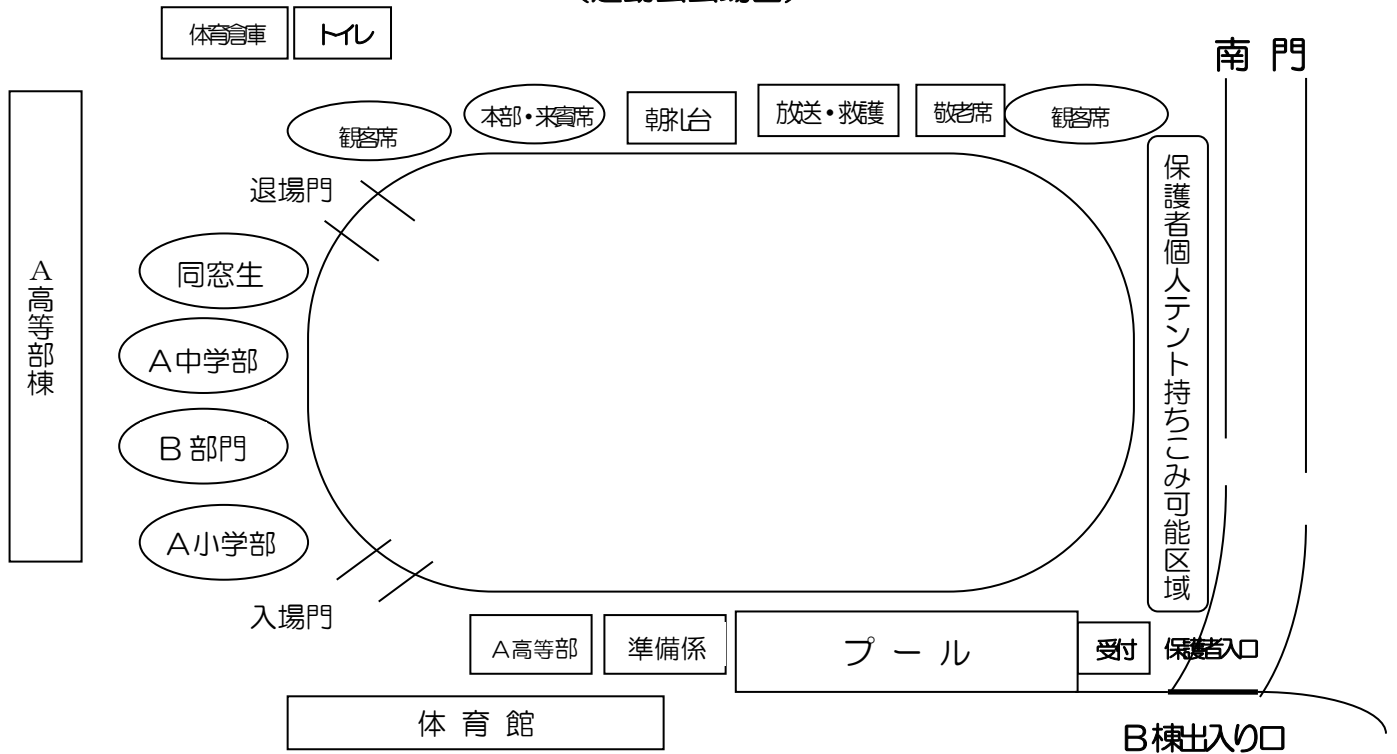 体育倉庫
トイレ
南 門
観客席
本部・来賓席
朝礼台
放送・救護
敬老席
観客席
退場門
保護者個人テント持ちこみ可能区域
同窓生
A高等部棟
A中学部
B部門
A小学部
入場門
A高等部
準備係
プール
受付
保護者入口
体 育 館
B棟出入り口